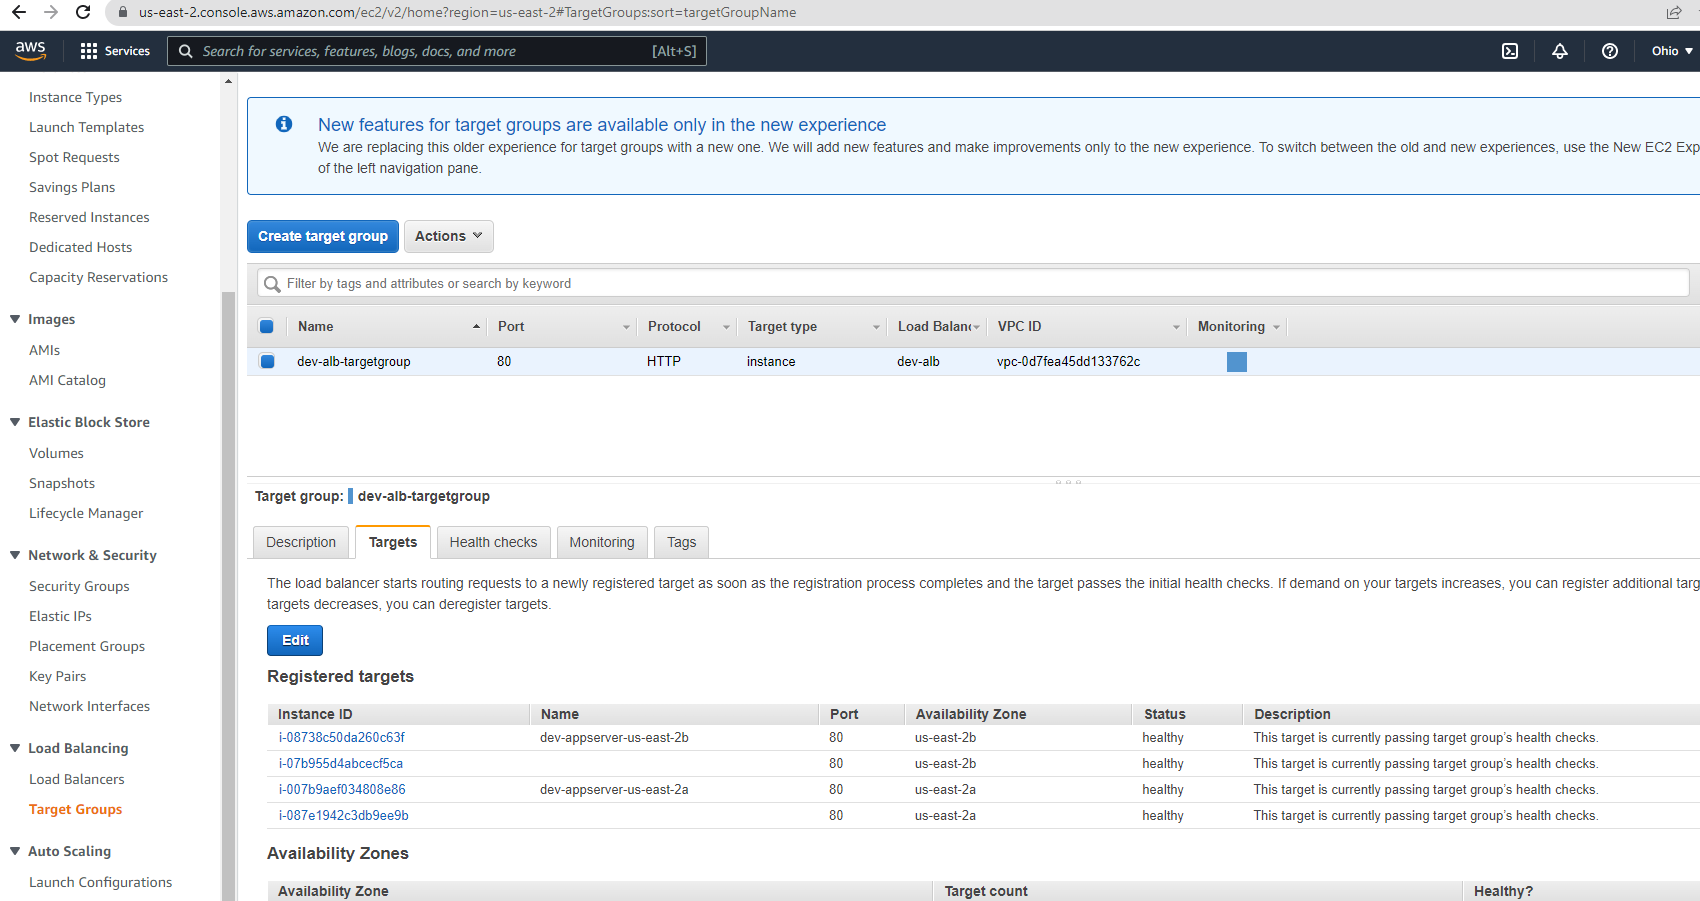 us-east-2.console.aws.amazon.com/ec2/v2/home?region=us-east-2#TargetGroups:sort=targetGroupName
aws
Services
Search for services, features, blogs, docs, and more
[Alt+S]
Ohio
Instance Types
Launch Templates
Spot Requests
Savings Plans
Reserved Instances
Dedicated Hosts
Capacity Reservations
Images
AMIs
AMI Catalog
Elastic Block Store
Volumes
Snapshots
Lifecycle Manager
Network & Security
Security Groups
Elastic IPs
Placement Groups
Key Pairs
Network Interfaces
Load Balancing
Load Balancers
Target Groups
Auto Scaling
Launch Configurations
New features for target groups are available only in the new experience
We are replacing this older experience for target groups with a new one. We will add new features and make improvements only to the new experience. To switch between the old and new experiences, use the New EC2 Exp
of the left navigation pane.
Create target group
Actions
Filter by tags and attributes or search by keyword
Name Port Protocol Target type Load Balanc VPC ID Monitoring
dev-alb-targetgroup 80 HTTP instance dev-alb vpc-0d7fea45dd133762c
Target group: dev-alb-targetgroup
Description Targets Health checks Monitoring Tags
The load balancer starts routing requests to a newly registered target as soon as the registration process completes and the target passes the initial health checks. If demand on your targets increases, you can register additional targ
targets decreases, you can deregister targets.
Edit
Registered targets
Instance ID Name Port Availability Zone Status Description
i-08738c50da260c63f dev-appserver-us-east-2b 80 us-east-2b healthy This target is currently passing target group's health checks.
i-07b955d4abcecf5ca 80 us-east-2b healthy This target is currently passing target group's health checks.
i-007b9aef034808e86 dev-appserver-us-east-2a 80 us-east-2a healthy This target is currently passing target group's health checks.
i-087e1942c3db9ee9b 80 us-east-2a healthy This target is currently passing target group's health checks.
Availability Zones
Availability Zone Target count Healthy?